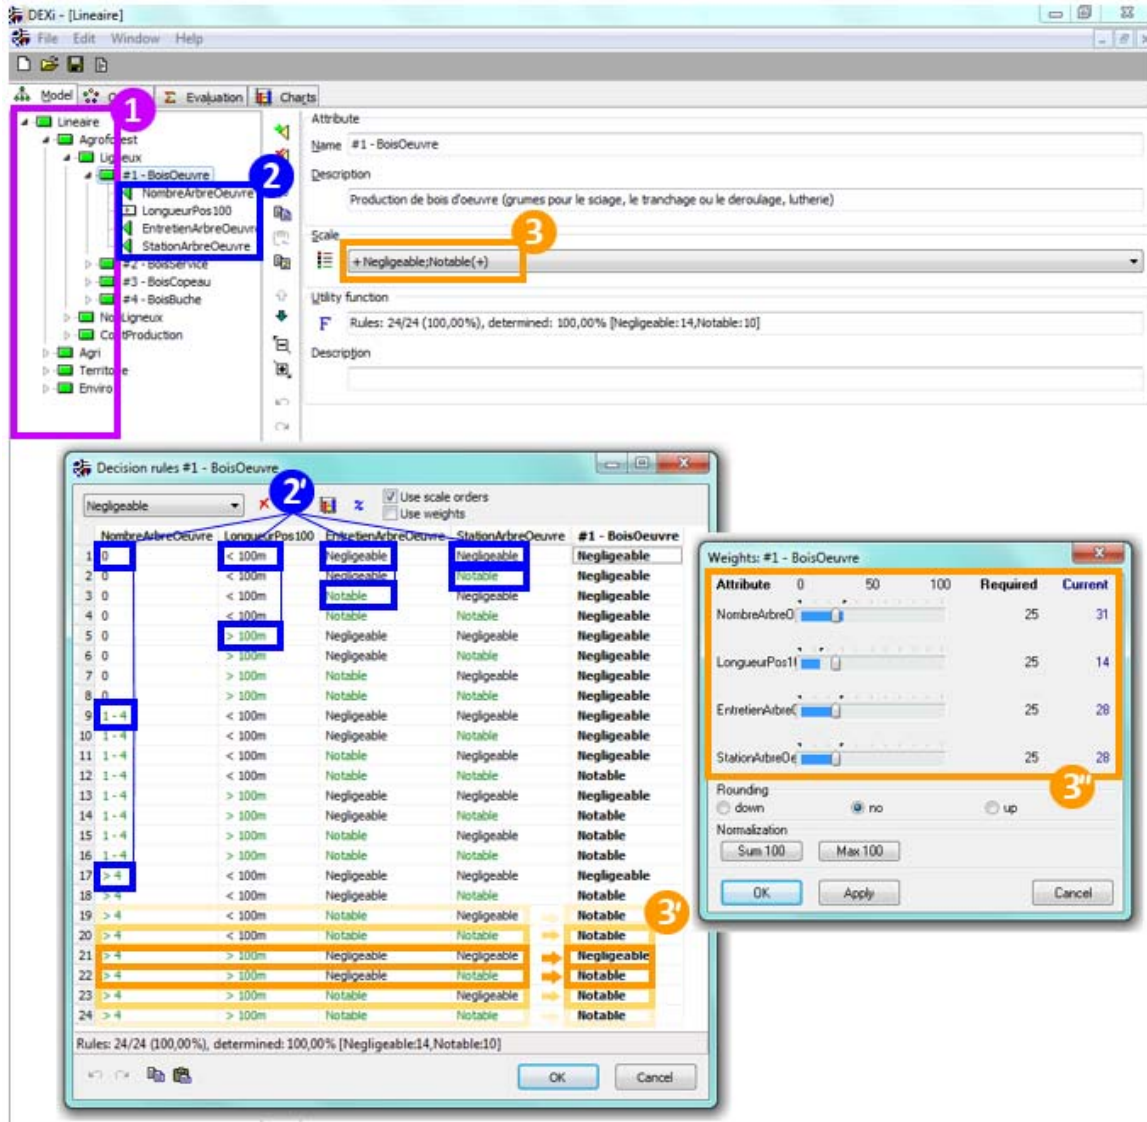 DEXi - [Lineaire]
File Edit Window Help
Model Evaluation Charts
1
Lineaire
Agroforest
Ligneux
#1 - BoisOeuvre
2
NombreArbreOeuvre
LongueurPos100
EntretienArbreOeuvre
StationArbreOeuvre
#2 - BoisService
#3 - BoisCopeau
#4 - BoisBuche
NonLigneux
CoutProduction
Agri
Territoire
Enviro
Attribute
Name #1 - BoisOeuvre
Description
Production de bois d'oeuvre (grumes pour le sciage, le tranchage ou le deroulage, lutherie)
Scale
3
+ Negligeable;Notable(+)
Utility function
F Rules: 24/24 (100,00%), determined: 100,00% [Negligeable:14,Notable:10]
Description
Decision rules #1 - BoisOeuvre
Negligeable
2'
%
Use scale orders
Use weights
NombreArbreOeuvre LongueurPos100 EntretienArbreOeuvre StationArbreOeuvre #1 - BoisOeuvre
1 0 < 100m Negligeable Negligeable Negligeable
2 0 < 100m Negligeable Notable Negligeable
3 0 < 100m Notable Negligeable Negligeable
4 0 < 100m Notable Notable Negligeable
5 0 > 100m Negligeable Negligeable Negligeable
6 0 > 100m Negligeable Notable Negligeable
7 0 > 100m Notable Negligeable Negligeable
8 0 > 100m Notable Notable Negligeable
9 1 - 4 < 100m Negligeable Negligeable Negligeable
10 1 - 4 < 100m Negligeable Notable Negligeable
11 1 - 4 < 100m Notable Negligeable Negligeable
12 1 - 4 < 100m Notable Notable Notable
13 1 - 4 > 100m Negligeable Negligeable Negligeable
14 1 - 4 > 100m Negligeable Notable Notable
15 1 - 4 > 100m Notable Negligeable Notable
16 1 - 4 > 100m Notable Notable Notable
17 > 4 < 100m Negligeable Negligeable Negligeable
18 > 4 < 100m Negligeable Notable Notable
19 > 4 < 100m Notable Negligeable Notable
20 > 4 < 100m Notable Notable Notable
21 > 4 > 100m Negligeable Negligeable Negligeable
22 > 4 > 100m Negligeable Notable Notable
23 > 4 > 100m Notable Negligeable Notable
24 > 4 > 100m Notable Notable Notable
3'
Rules: 24/24 (100,00%), determined: 100,00% [Negligeable:14,Notable:10]
OK Cancel
Weights: #1 - BoisOeuvre
Attribute 0 50 100 Required Current
NombreArbreO 25 31
LongueurPos1 25 14
EntretienArbre 25 28
StationArbreOe 25 28
3"
Rounding
down no up
Normalization
Sum 100 Max 100
OK Apply Cancel